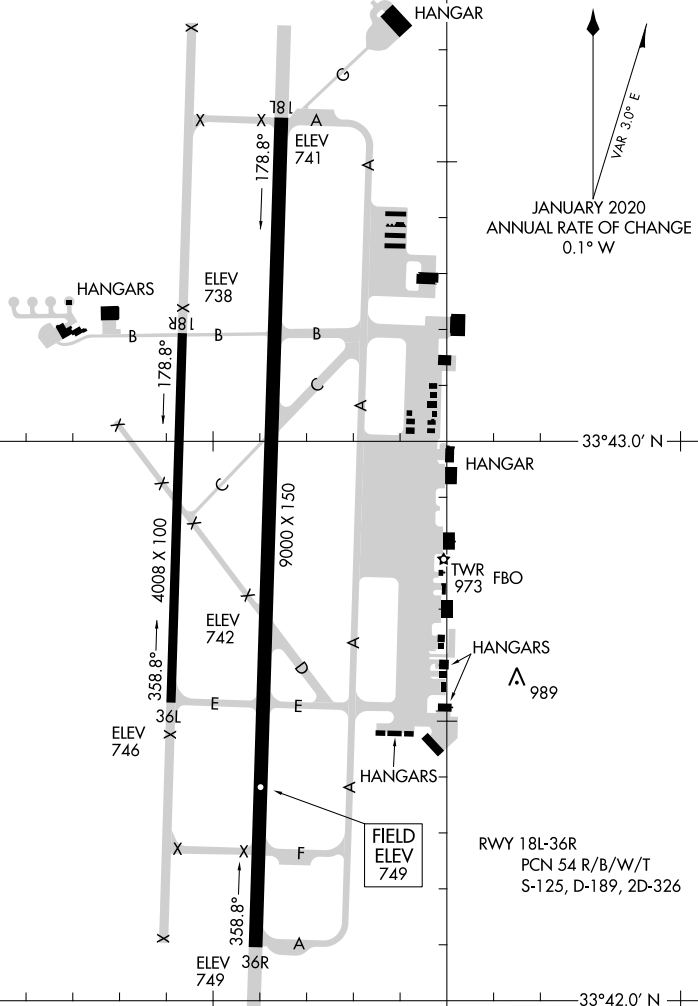 HANGAR
G
X
18L
X
X
A
ELEV
741
178.8°
A
VAR 3.0° E
JANUARY 2020
ANNUAL RATE OF CHANGE
0.1° W
HANGARS
ELEV
738
X
18R
B
B
B
178.8°
C
A
X
33°43.0' N
HANGAR
X
C
X
9000 X 150
4008 X 100
TWR
973
FBO
X
ELEV
742
A
HANGARS
D
358.8°
989
E
E
36L
ELEV
746
X
HANGARS
A
FIELD
ELEV
749
RWY 18L-36R
PCN 54 R/B/W/T
S-125, D-189, 2D-326
X
X
F
358.8°
X
A
ELEV
749
36R
33°42.0' N